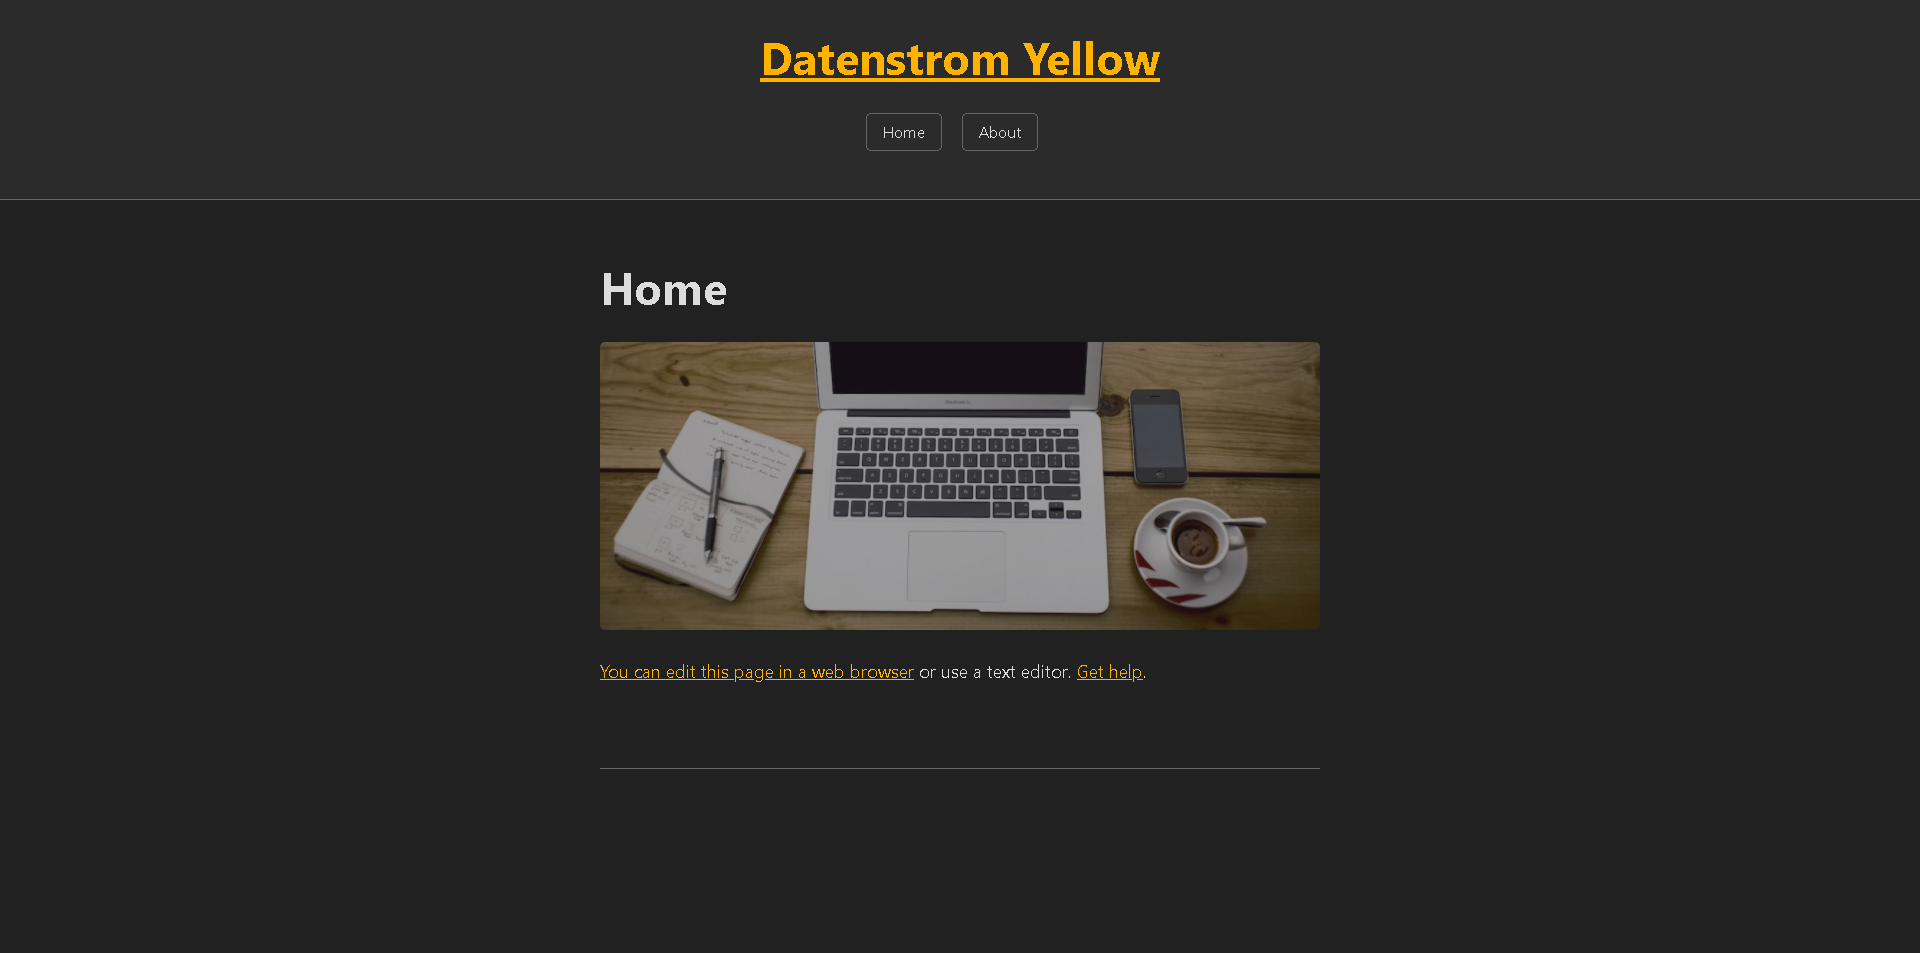 Datenstrom Yellow
Home
About
Home
You can edit this page in a web browser or use a text editor. Get help.